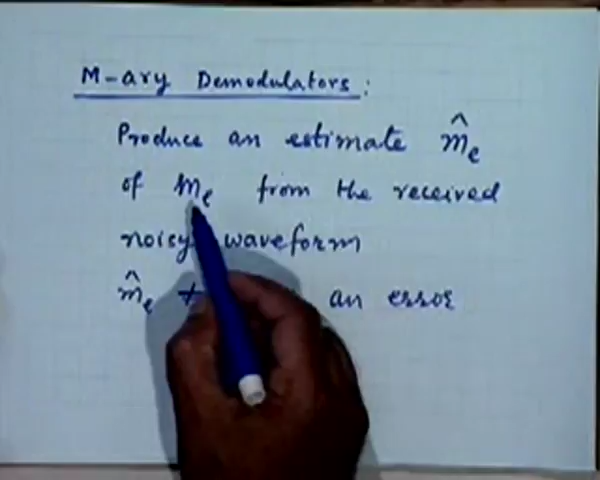 M-ary Demodulators:
Produce an estimate m̂e
of me from the received
noisy waveform
m̂e ≠ an error